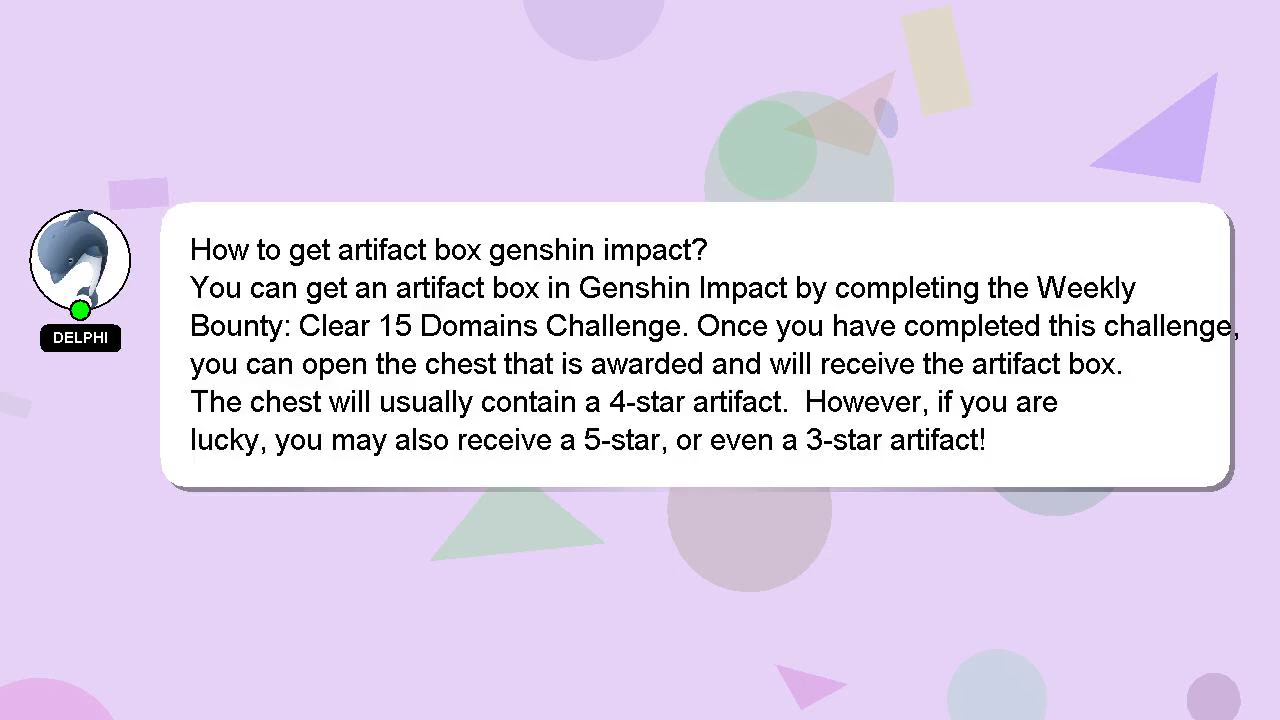 How to get artifact box genshin impact?
You can get an artifact box in Genshin Impact by completing the Weekly
Bounty: Clear 15 Domains Challenge. Once you have completed this challenge,
you can open the chest that is awarded and will receive the artifact box.
The chest will usually contain a 4-star artifact.  However, if you are
lucky, you may also receive a 5-star, or even a 3-star artifact!
DELPHI